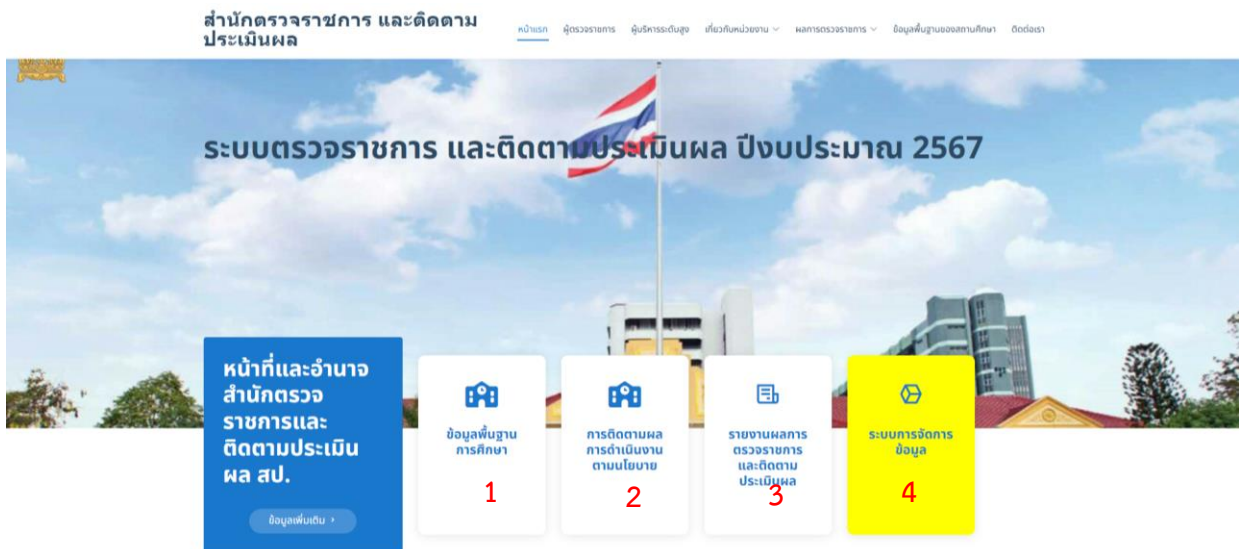 สำนักตรวจราชการ และติดตาม
ประเมินผล
หน้าแรก ผู้ตรวจราชการ ผู้บริหารระดับสูง เกี่ยวกับหน่วยงาน ผลการตรวจราชการ ข้อมูลพื้นฐานของสถานศึกษา ติดต่อเรา
ระบบตรวจราชการ และติดตามประเมินผล ปีงบประมาณ 2567
หน้าที่และอำนาจ
สำนักตรวจ
ราชการและ
ติดตามประเมิน
ผล สป.
ข้อมูลเพิ่มเติม
ข้อมูลพื้นฐาน
การศึกษา
1
การติดตามผล
การดำเนินงาน
ตามนโยบาย
2
รายงานผลการ
ตรวจราชการ
และติดตาม
ประเมินผล
3
ระบบการจัดการ
ข้อมูล
4